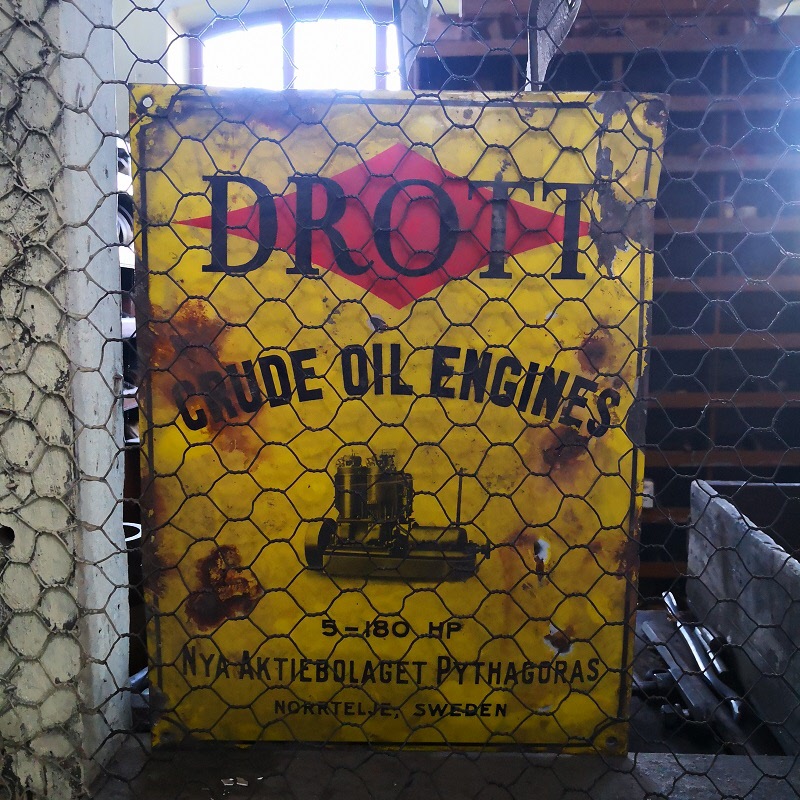 DROTT
CRUDE OIL ENGINES
5-180 HP
NYA AKTIEBOLAGET PYTHAGORAS
NORRTELJE, SWEDEN